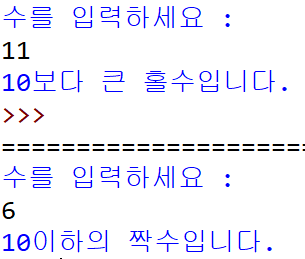 수를 입력하세요 :
11
10보다 큰 홀수입니다.
>>>
====================
수를 입력하세요 :
6
10이하의 짝수입니다.